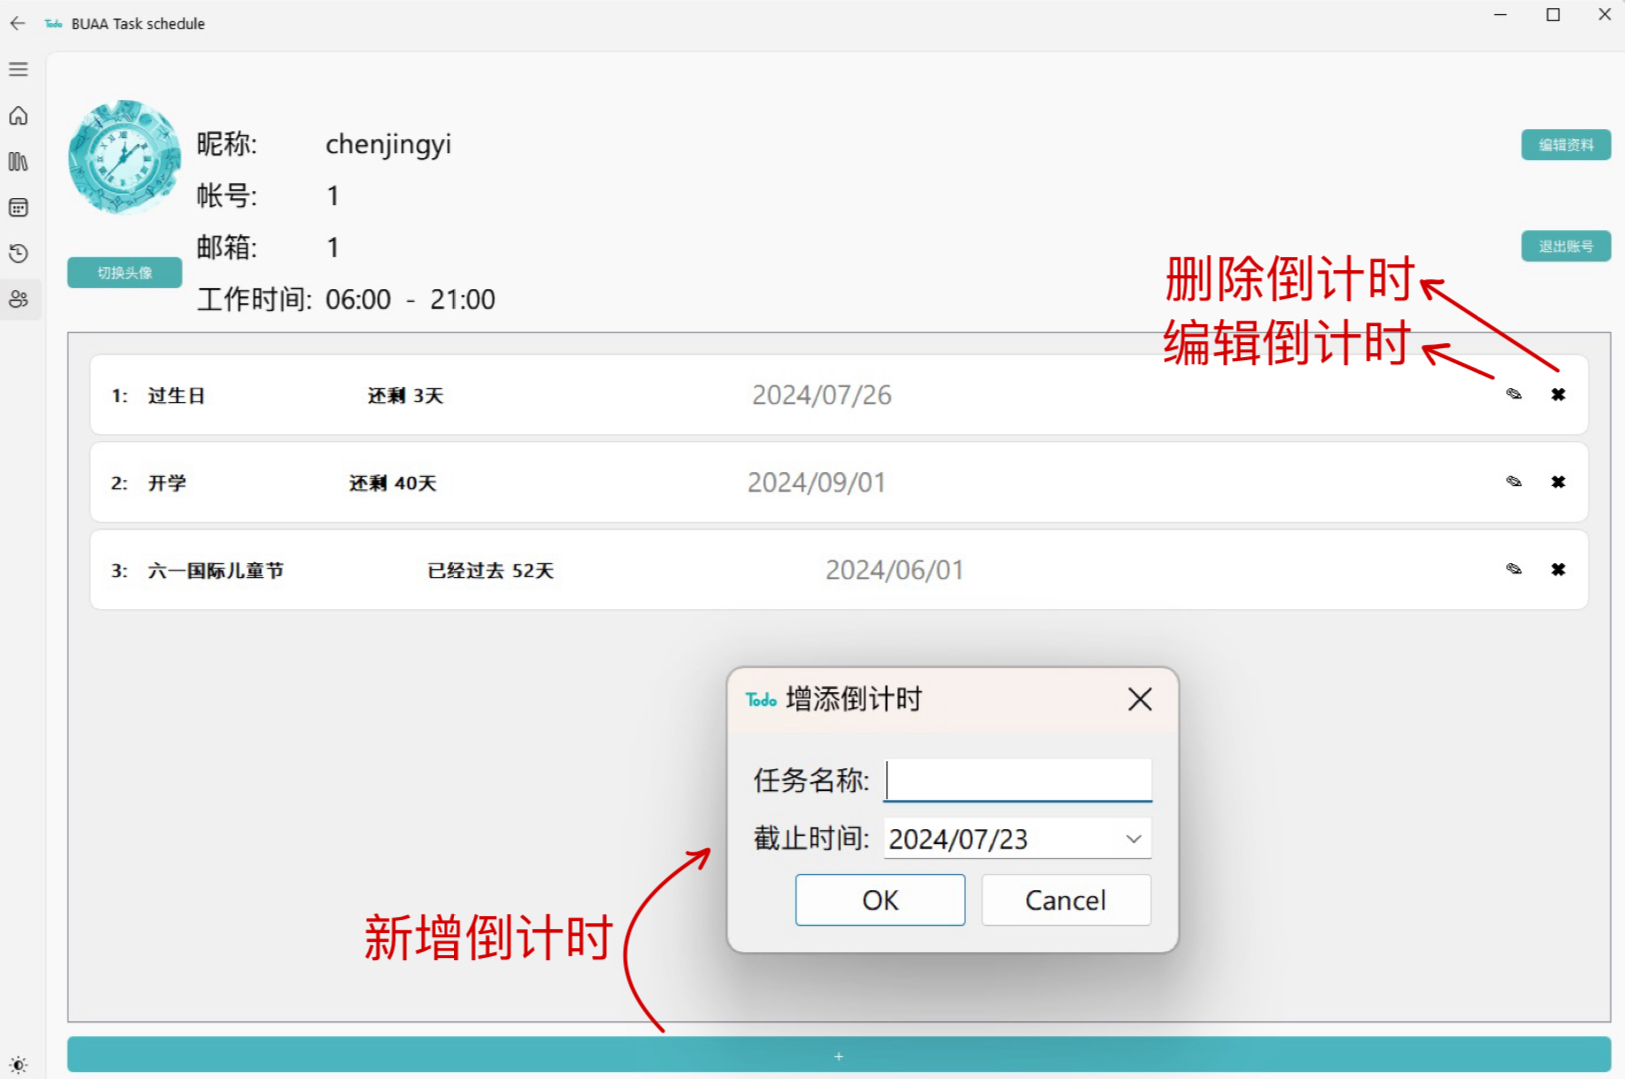 Todo BUAA Task schedule
昵称: chenjingyi
编辑资料
帐号: 1
邮箱: 1
退出账号
切换头像
工作时间: 06:00 - 21:00
删除倒计时
编辑倒计时
1: 过生日 还剩 3天 2024/07/26
2: 开学 还剩 40天 2024/09/01
3: 六一国际儿童节 已经过去 52天 2024/06/01
Todo 增添倒计时
任务名称:
截止时间: 2024/07/23
OK Cancel
新增倒计时
+